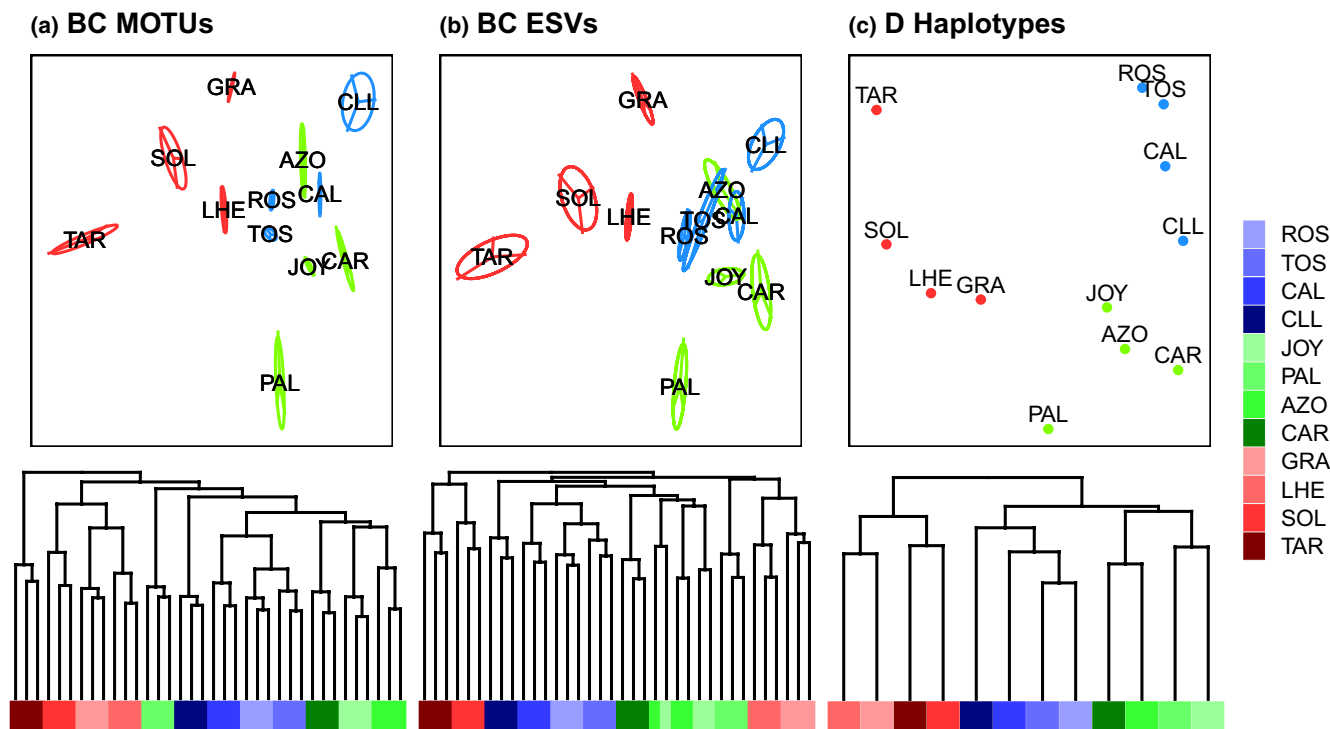 (a) BC MOTUs
GRA
CLL
SOL
AZO
CAL
ROS
LHE
TOS
TAR
JOY
CAR
PAL
(b) BC ESVs
GRA
CLL
SOL
AZO
LHE
TOS
CAL
ROS
TAR
JOY
CAR
PAL
(c) D Haplotypes
ROS
TOS
TAR
CAL
CLL
SOL
LHE
GRA
JOY
AZO
CAR
PAL
ROS
TOS
CAL
CLL
JOY
PAL
AZO
CAR
GRA
LHE
SOL
TAR